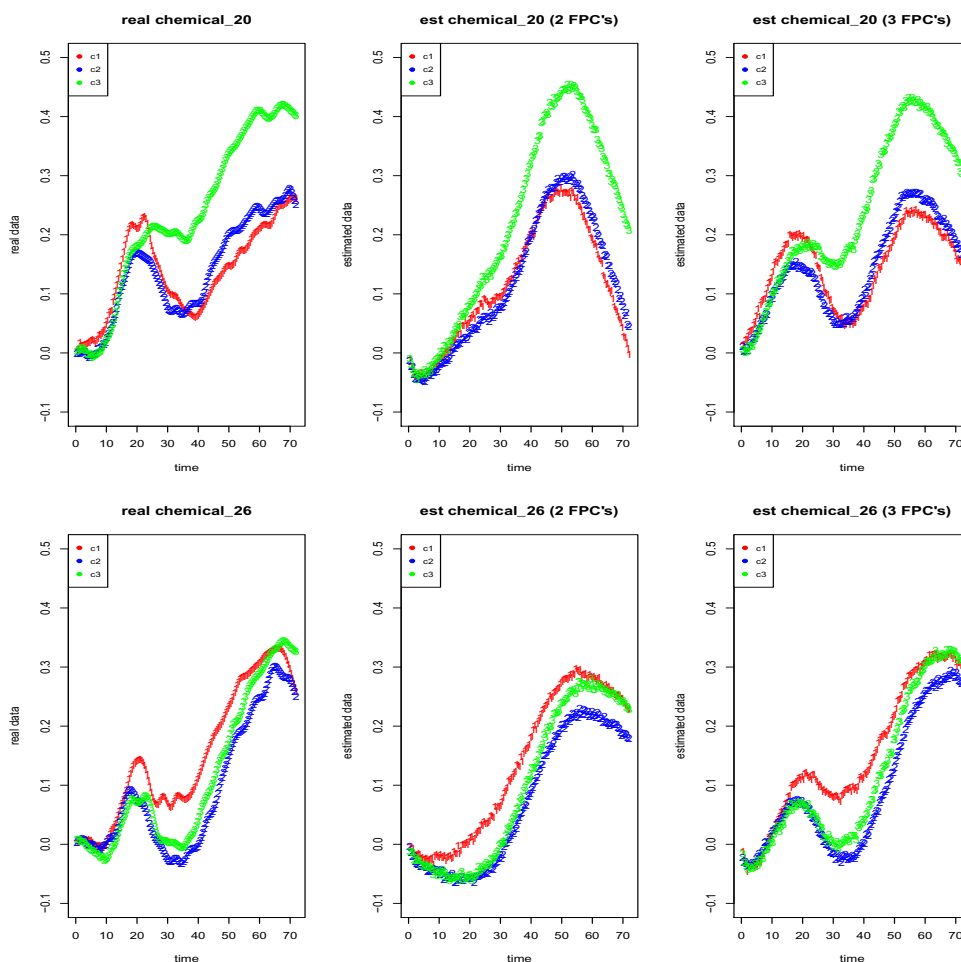 real chemical_20
est chemical_20 (2 FPC's)
est chemical_20 (3 FPC's)
real data
0.5
0.4
0.3
0.2
0.1
0.0
−0.1
c1
c2
c3
0 10 20 30 40 50 60 70
time
estimated data
0.5
0.4
0.3
0.2
0.1
0.0
−0.1
c1
c2
c3
0 10 20 30 40 50 60 70
time
estimated data
0.5
0.4
0.3
0.2
0.1
0.0
−0.1
c1
c2
c3
0 10 20 30 40 50 60 70
time
real chemical_26
est chemical_26 (2 FPC's)
est chemical_26 (3 FPC's)
real data
0.5
0.4
0.3
0.2
0.1
0.0
−0.1
c1
c2
c3
0 10 20 30 40 50 60 70
time
estimated data
0.5
0.4
0.3
0.2
0.1
0.0
−0.1
c1
c2
c3
0 10 20 30 40 50 60 70
time
estimated data
0.5
0.4
0.3
0.2
0.1
0.0
−0.1
c1
c2
c3
0 10 20 30 40 50 60 70
time